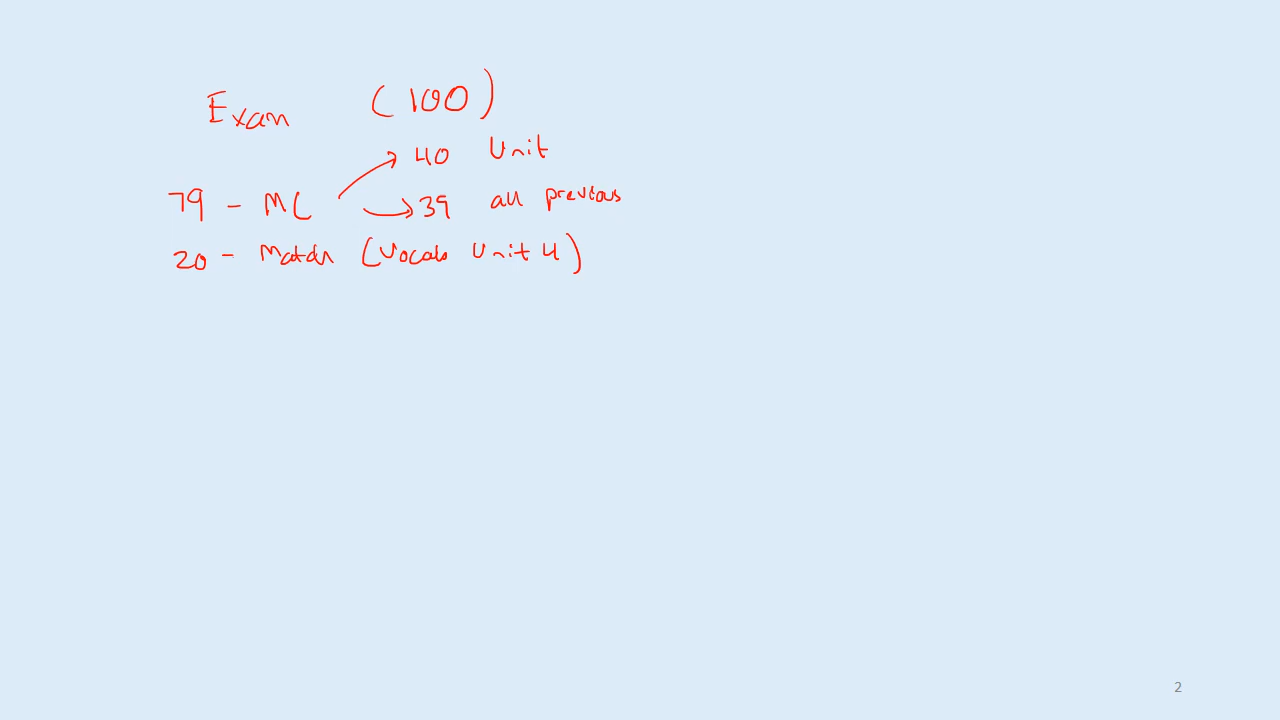 Exam (100)
40 Unit
79 - MC
39 all previous
20 - Match (Vocab Unit 4)
2